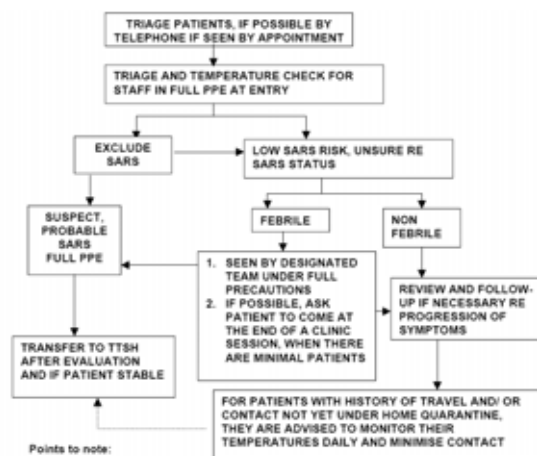 TRIAGE PATIENTS, IF POSSIBLE BY
TELEPHONE IF SEEN BY APPOINTMENT
TRIAGE AND TEMPERATURE CHECK FOR
STAFF IN FULL PPE AT ENTRY
EXCLUDE
SARS
LOW SARS RISK, UNSURE RE
SARS STATUS
SUSPECT,
PROBABLE
SARS
FULL PPE
FEBRILE
NON
FEBRILE
1. SEEN BY DESIGNATED
TEAM UNDER FULL
PRECAUTIONS
2. IF POSSIBLE, ASK
PATIENT TO COME AT
THE END OF A CLINIC
SESSION, WHEN THERE
ARE MINIMAL PATIENTS
REVIEW AND FOLLOW-
UP IF NECESSARY RE
PROGRESSION OF
SYMPTOMS
TRANSFER TO TTSH
AFTER EVALUATION
AND IF PATIENT STABLE
FOR PATIENTS WITH HISTORY OF TRAVEL AND/ OR
CONTACT NOT YET UNDER HOME QUARANTINE,
THEY ARE ADVISED TO MONITOR THEIR
TEMPERATURES DAILY AND MINIMISE CONTACT
Points to note: